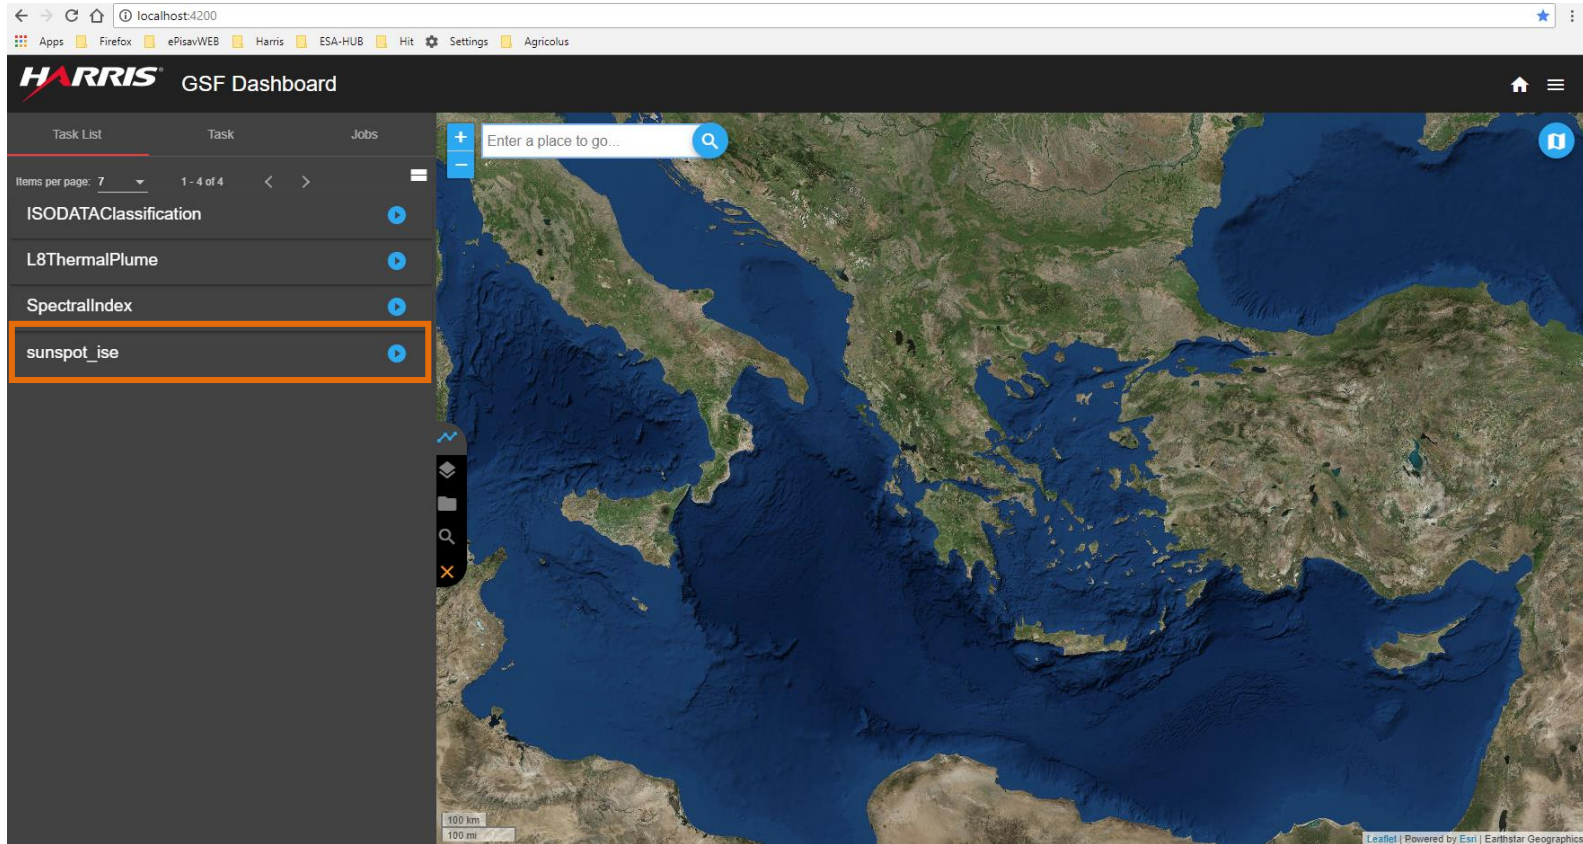 localhost:4200
Apps Firefox ePisavWEB Harris ESA-HUB Hit Settings Agricolus
HARRIS® GSF Dashboard
Task List Task Jobs
Items per page: 7 1 - 4 of 4
ISODATAClassification
L8ThermalPlume
SpectralIndex
sunspot_ise
+
−
Enter a place to go...
100 km
100 mi
Leaflet | Powered by Esri | Earthstar Geographics